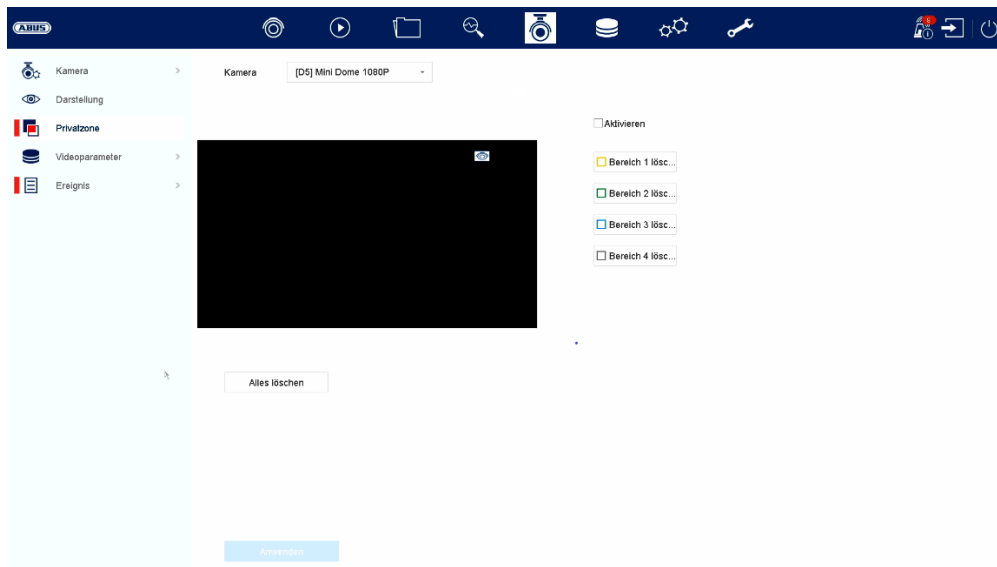 ABUS
Kamera
Darstellung
Privatzone
Videoparameter
Ereignis
Kamera [D5] Mini Dome 1080P
Aktivieren
Bereich 1 lösc...
Bereich 2 lösc...
Bereich 3 lösc...
Bereich 4 lösc...
Alles löschen
Anwenden